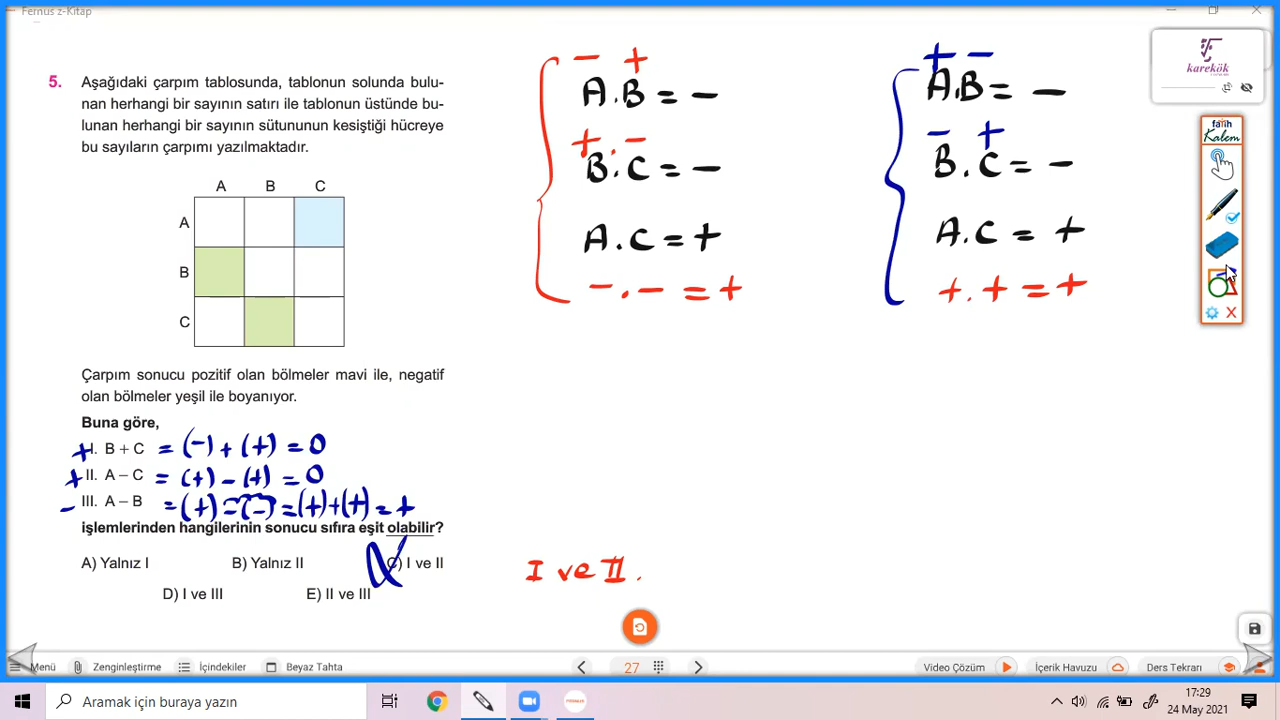 Fernus z-Kitap
5. Aşağıdaki çarpım tablosunda, tablonun solunda bulu-
nan herhangi bir sayının satırı ile tablonun üstünde bu-
lunan herhangi bir sayının sütununun kesiştiği hücreye
bu sayıların çarpımı yazılmaktadır.
A B C
A
B
C
Çarpım sonucu pozitif olan bölmeler mavi ile, negatif
olan bölmeler yeşil ile boyanıyor.
Buna göre,
+ I. B + C = (-) + (+) = 0
+ II. A – C = (+) - (+) = 0
- III. A – B = (+) - (-) = (+) + (+) = +
işlemlerinden hangilerinin sonucu sıfıra eşit olabilir?
A) Yalnız I B) Yalnız II C) I ve II
D) I ve III E) II ve III
- +
A.B = -
+ . -
B.C = -
A.C = +
- . - = +
+ -
A.B = -
- +
B.C = -
A.C = +
+ . + = +
I ve II.
karekök
fatih
Kalem
Menü Zenginleştirme İçindekiler Beyaz Tahta 27 Video Çözüm İçerik Havuzu Ders Tekrarı
Aramak için buraya yazın
17:29
24 May 2021